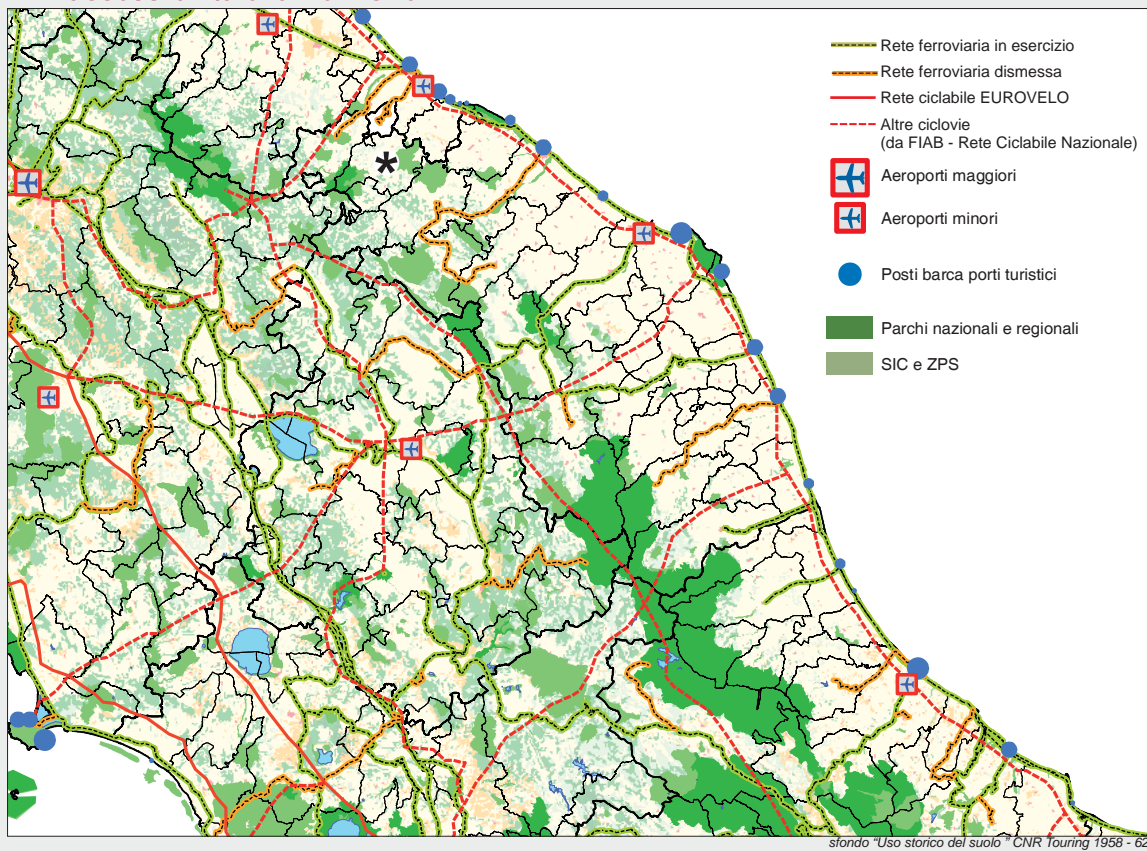 Rete ferroviaria in esercizio
Rete ferroviaria dismessa
Rete ciclabile EUROVELO
Altre ciclovie
(da FIAB - Rete Ciclabile Nazionale)
Aeroporti maggiori
Aeroporti minori
Posti barca porti turistici
Parchi nazionali e regionali
SIC e ZPS
*
sfondo "Uso storico del suolo " CNR Touring 1958 - 62